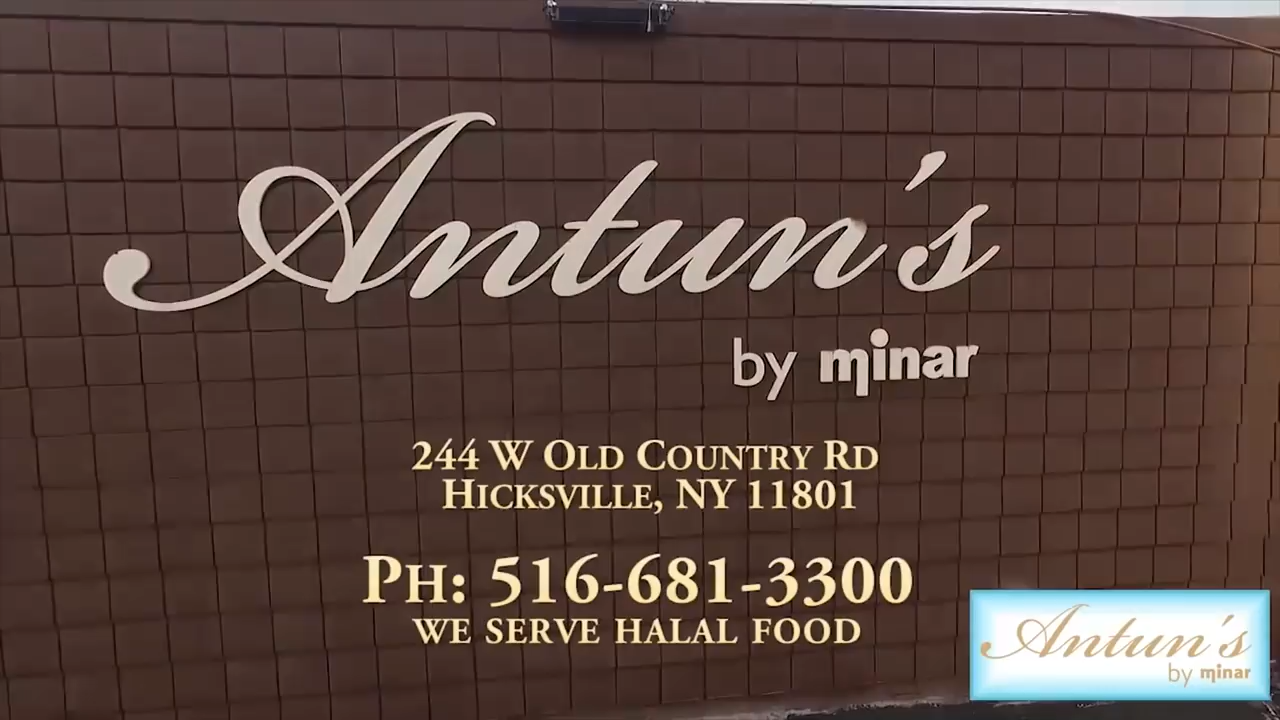 Antun's
by minar
244 W Old Country Rd
Hicksville, NY 11801
Ph: 516-681-3300
WE SERVE HALAL FOOD
Antun's
by minar